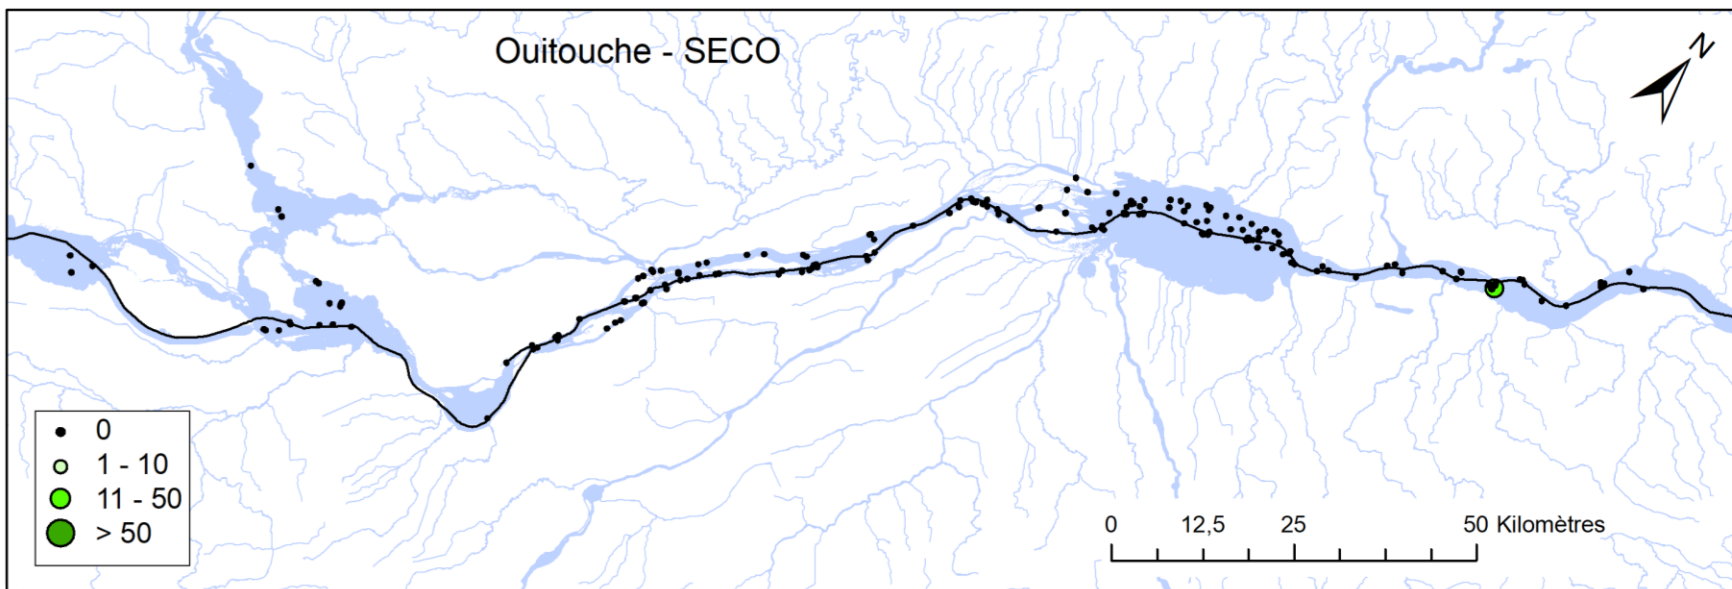 Ouitouche - SECO
N
0
1 - 10
11 - 50
> 50
0 12,5 25 50 Kilomètres